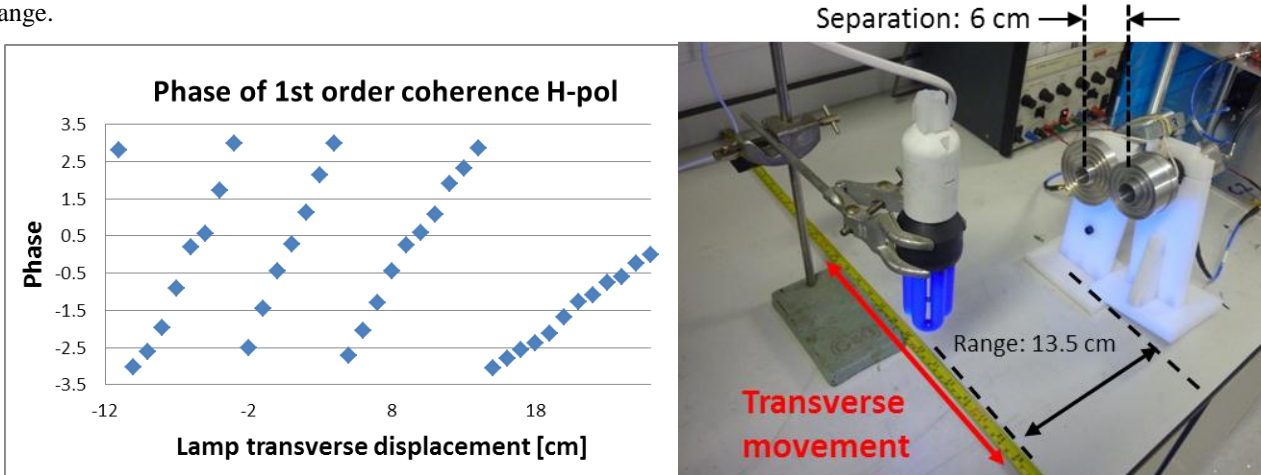 ange.
Separation: 6 cm
Phase of 1st order coherence H-pol
3.5
2.5
1.5
0.5
-0.5
-1.5
-2.5
-3.5
Phase
-12
-2
8
18
Lamp transverse displacement [cm]
Range: 13.5 cm
Transverse
movement